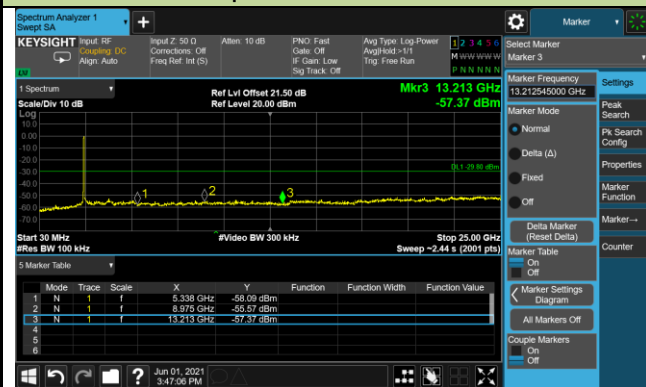 Spectrum Analyzer 1
Swept SA
Marker
KEYSIGHT
Input: RF
Coupling: DC
Align: Auto
Input Z: 50 Ω
Corrections: Off
Freq Ref: Int (S)
Atten: 10 dB
PNO: Fast
Gate: Off
IF Gain: Low
Sig Track: Off
Avg Type: Log-Power
Avg|Hold:>1/1
Trig: Free Run
1 2 3 4 5 6
M W W W W W
P N N N N N
Select Marker
Marker 3
1 Spectrum
Scale/Div 10 dB
Ref Lvl Offset 21.50 dB
Ref Level 20.00 dBm
Mkr3 13.213 GHz
-57.37 dBm
Log
10.0
0.00
-10.0
-20.0
-30.0
-40.0
-50.0
-60.0
-70.0
DL1 -29.80 dBm
1
2
3
Start 30 MHz
#Res BW 100 kHz
#Video BW 300 kHz
Stop 25.00 GHz
Sweep ~2.44 s (2001 pts)
5 Marker Table
Mode Trace Scale X Y Function Function Width Function Value
1 N 1 f 5.338 GHz -58.09 dBm
2 N 1 f 8.975 GHz -55.57 dBm
3 N 1 f 13.213 GHz -57.37 dBm
4
5
6
Marker Frequency
13.212545000 GHz
Marker Mode
Normal
Delta (Δ)
Fixed
Off
Delta Marker
(Reset Delta)
Marker Table
On
Off
Marker Settings
Diagram
All Markers Off
Couple Markers
On
Off
Settings
Peak
Search
Pk Search
Config
Properties
Marker
Function
Marker→
Counter
Jun 01, 2021
3:47:06 PM